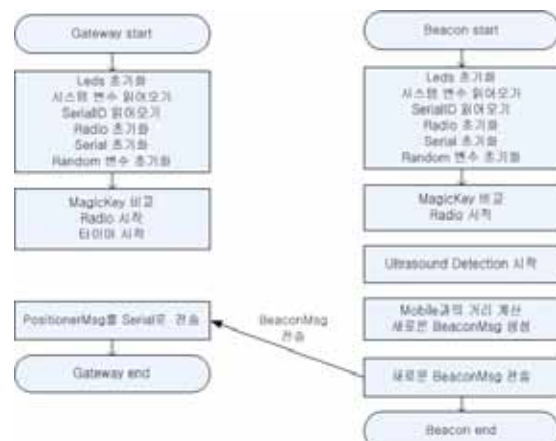 Gateway start
Leds 초기화
시스템 변수 읽어오기
SerialID 읽어오기
Radio 초기화
Serial 초기화
Random 변수 초기화
MagicKey 비교
Radio 시작
타이머 시작
PositionerMsg를 Serial로 전송
Gateway end
BeaconMsg
전송
Beacon start
Leds 초기화
시스템 변수 읽어오기
SerialID 읽어오기
Radio 초기화
Serial 초기화
Random 변수 초기화
MagicKey 비교
Radio 시작
Ultrasound Detection 시작
Mobile과의 거리 계산
새로운 BeaconMsg 생성
새로운 BeaconMsg 전송
Beacon end